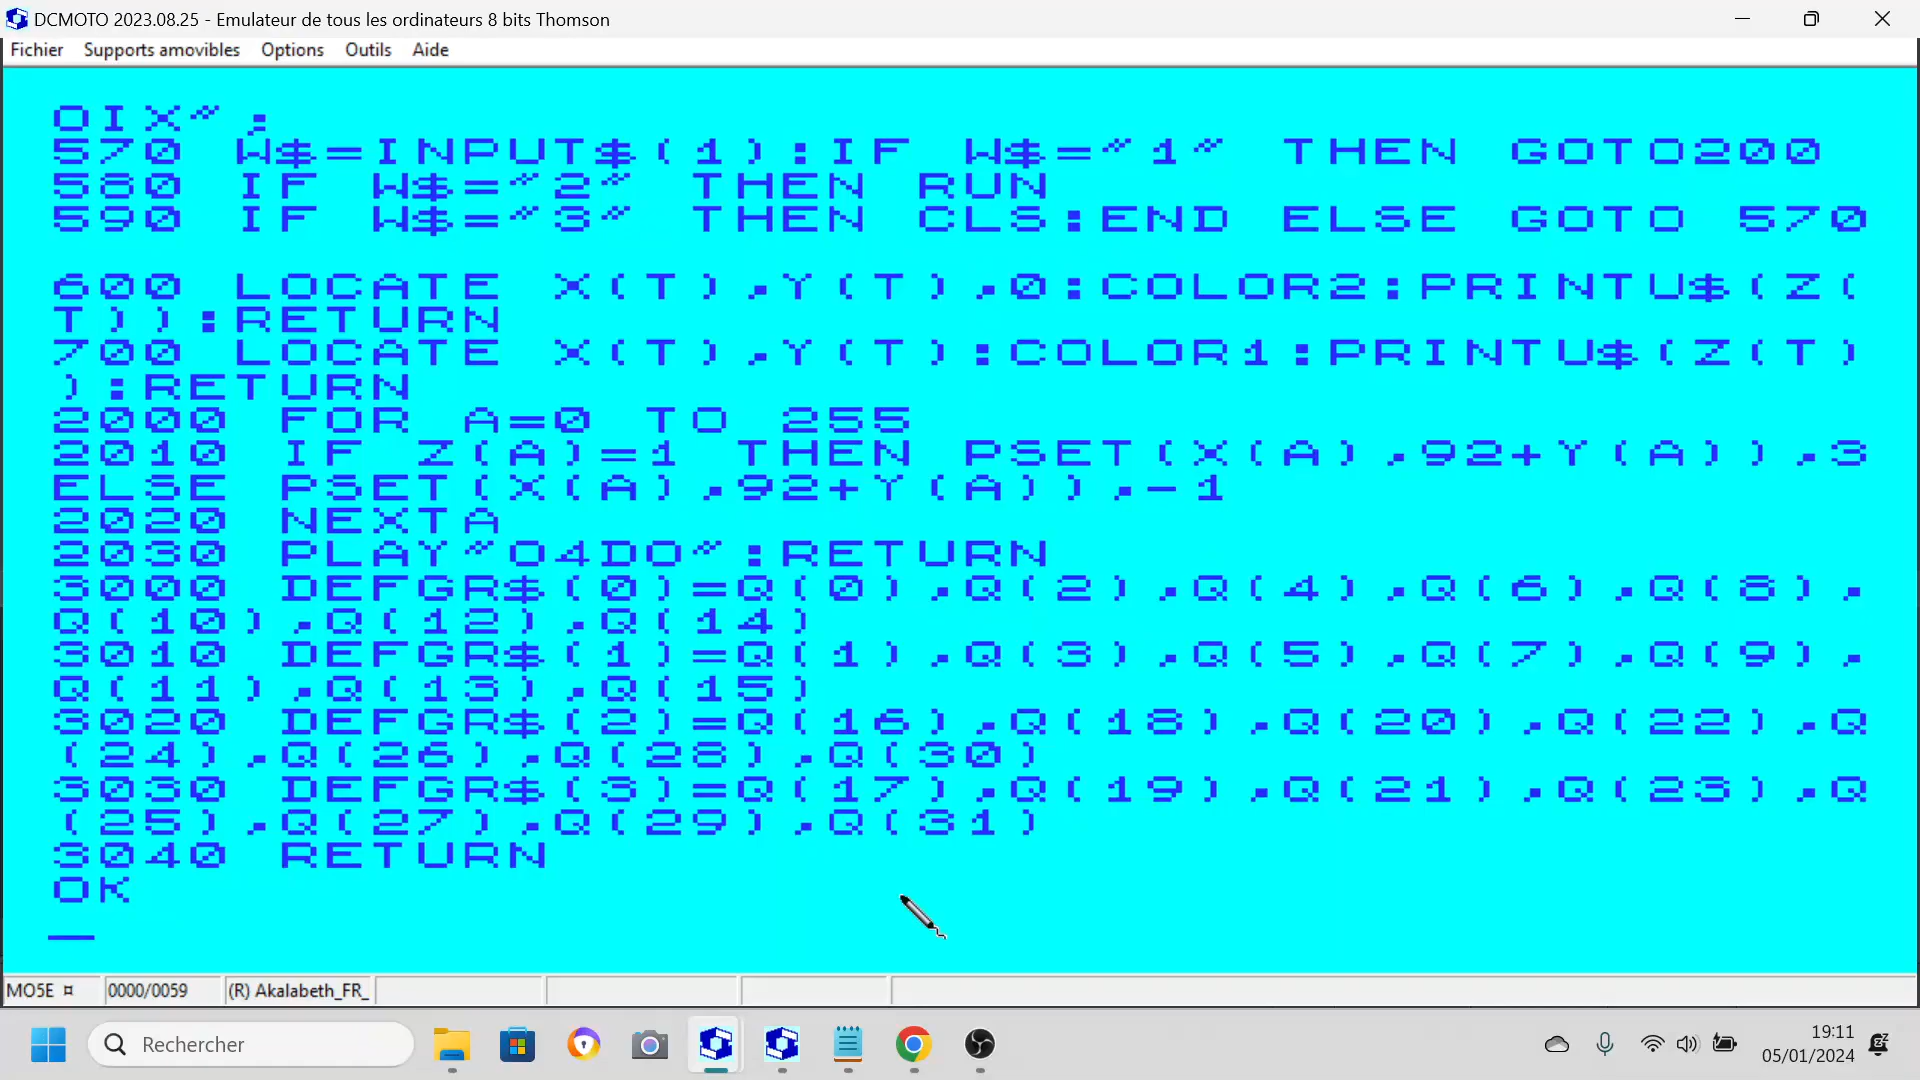 DCMOTO 2023.08.25 - Emulateur de tous les ordinateurs 8 bits Thomson
Fichier Supports amovibles Options Outils Aide
OIX";
570 W$=INPUT$(1):IF W$="1" THEN GOTO200
580 IF W$="2" THEN RUN
590 IF W$="3" THEN CLS:END ELSE GOTO 570
600 LOCATE X(T),Y(T),0:COLOR2:PRINTU$(Z(
T)):RETURN
700 LOCATE X(T),Y(T):COLOR1:PRINTU$(Z(T)
):RETURN
2000 FOR A=0 TO 255
2010 IF Z(A)=1 THEN PSET(X(A),92+Y(A)),3
ELSE PSET(X(A),92+Y(A)),-1
2020 NEXTA
2030 PLAY"O4DO":RETURN
3000 DEFGR$(0)=Q(0),Q(2),Q(4),Q(6),Q(8),
Q(10),Q(12),Q(14)
3010 DEFGR$(1)=Q(1),Q(3),Q(5),Q(7),Q(9),
Q(11),Q(13),Q(15)
3020 DEFGR$(2)=Q(16),Q(18),Q(20),Q(22),Q
(24),Q(26),Q(28),Q(30)
3030 DEFGR$(3)=Q(17),Q(19),Q(21),Q(23),Q
(25),Q(27),Q(29),Q(31)
3040 RETURN
OK
MO5E ¤ 0000/0059 (R) Akalabeth_FR_
Rechercher
19:11
05/01/2024